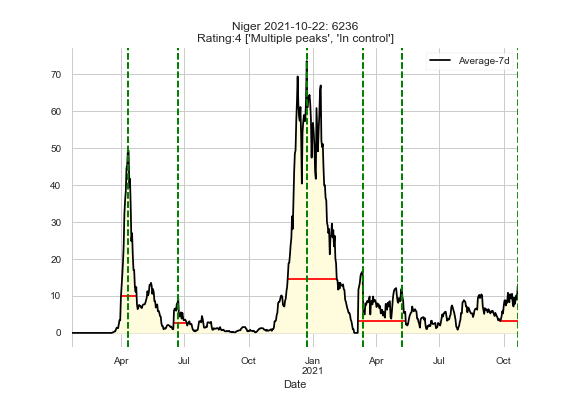 Niger 2021-10-22: 6236
Rating:4 ['Multiple peaks', 'In control']
Average-7d
70
60
50
40
30
20
10
0
Apr Jul Oct Jan Apr Jul Oct
2021
Date